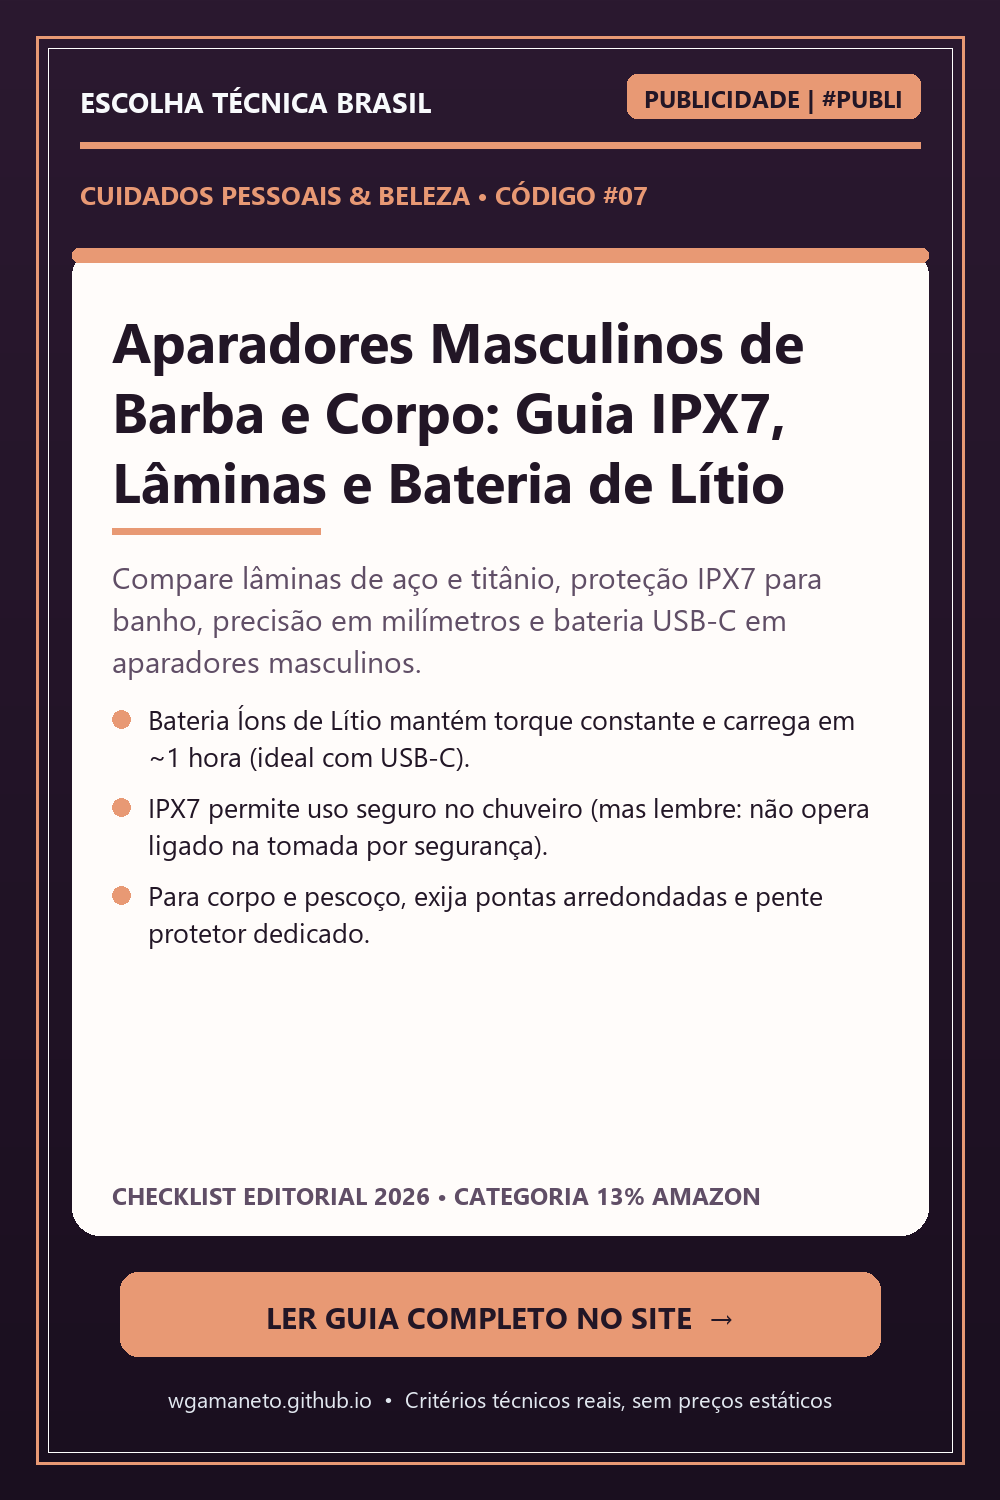 ESCOLHA TÉCNICA BRASIL
PUBLICIDADE | #PUBLI
CUIDADOS PESSOAIS & BELEZA • CÓDIGO #07
Aparadores Masculinos de
Barba e Corpo: Guia IPX7,
Lâminas e Bateria de Lítio
Compare lâminas de aço e titânio, proteção IPX7 para
banho, precisão em milímetros e bateria USB-C em
aparadores masculinos.
Bateria Íons de Lítio mantém torque constante e carrega em
~1 hora (ideal com USB-C).
IPX7 permite uso seguro no chuveiro (mas lembre: não opera
ligado na tomada por segurança).
Para corpo e pescoço, exija pontas arredondadas e pente
protetor dedicado.
CHECKLIST EDITORIAL 2026 • CATEGORIA 13% AMAZON
LER GUIA COMPLETO NO SITE →
wgamaneto.github.io • Critérios técnicos reais, sem preços estáticos